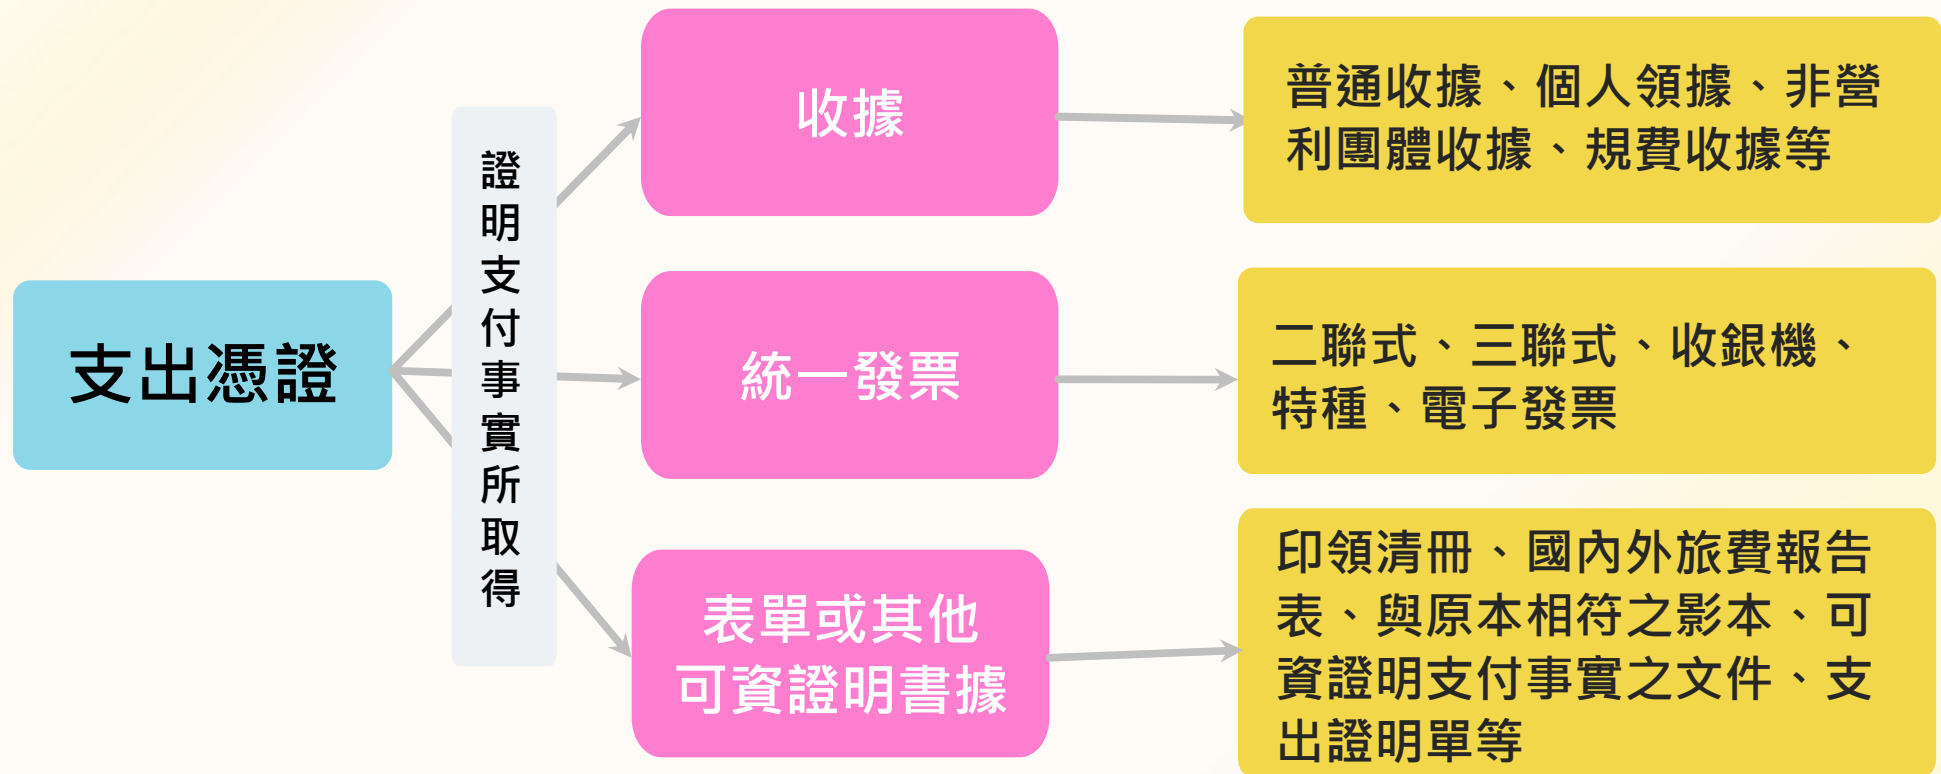 支出憑證
證明支付事實所取得
收據
普通收據、個人領據、非營
利團體收據、規費收據等
統一發票
二聯式、三聯式、收銀機、
特種、電子發票
表單或其他
可資證明書據
印領清冊、國內外旅費報告
表、與原本相符之影本、可
資證明支付事實之文件、支
出證明單等